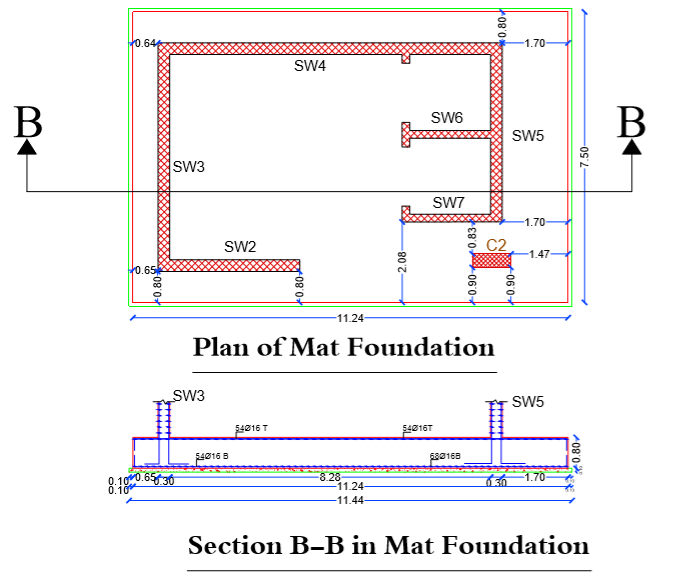 0.80
0.64
1.70
SW4
B
B
SW6
SW5
SW3
7.50
SW7
1.70
0.83
SW2
C2
1.47
2.08
0.65
0.80
0.80
0.90
0.90
11.24
Plan of Mat Foundation
SW3
SW5
54Ø16 T
54Ø16T
54Ø16 B
68Ø16B
0.80
0.65
0.30
8.28
0.30
1.70
0.10
11.24
0.10
11.44
Section B–B in Mat Foundation